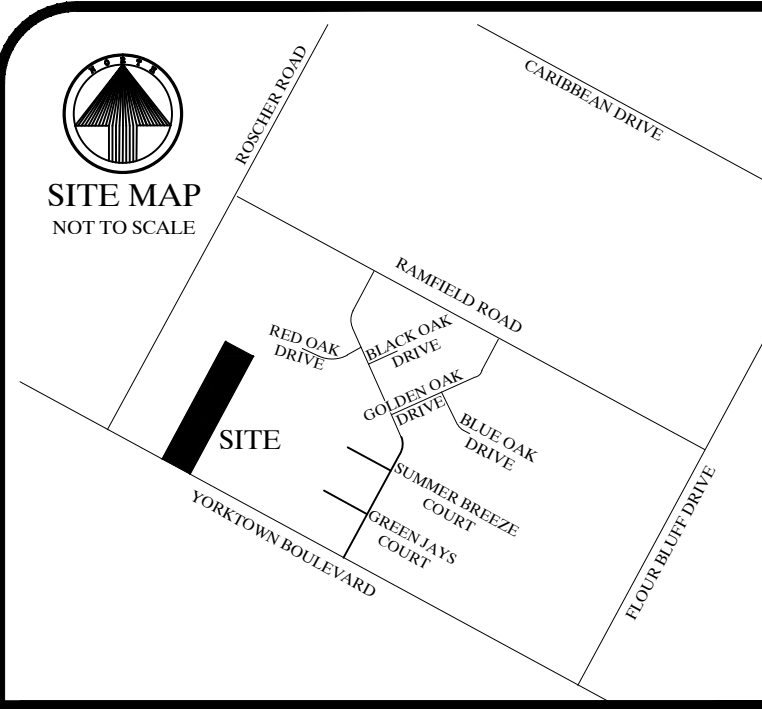 NORTH
SITE MAP
NOT TO SCALE
ROSCHER ROAD
CARIBBEAN DRIVE
RAMFIELD ROAD
RED OAK
DRIVE
BLACK OAK
DRIVE
GOLDEN OAK
DRIVE
BLUE OAK
DRIVE
SITE
SUMMER BREEZE
COURT
GREEN JAYS
COURT
YORKTOWN BOULEVARD
FLOUR BLUFF DRIVE